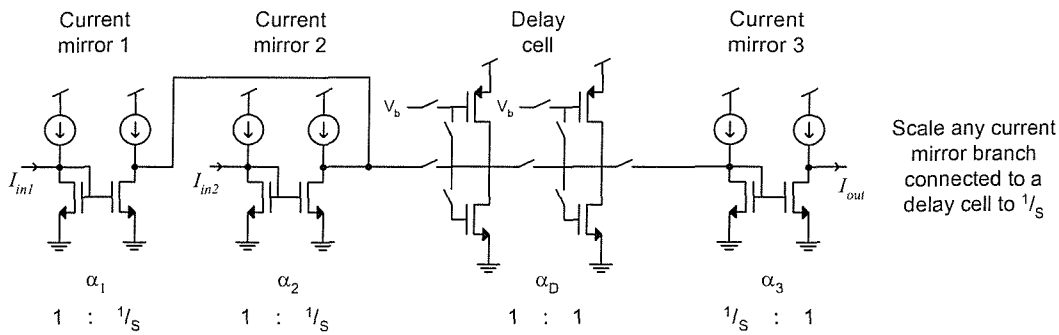 Current mirror 1
Current mirror 2
Delay cell
Current mirror 3
V_b
V_b
I_in1
I_in2
I_out
Scale any current
mirror branch
connected to a
delay cell to 1/S
α_1
α_2
α_D
α_3
1 : 1/S
1 : 1/S
1 : 1
1/S : 1